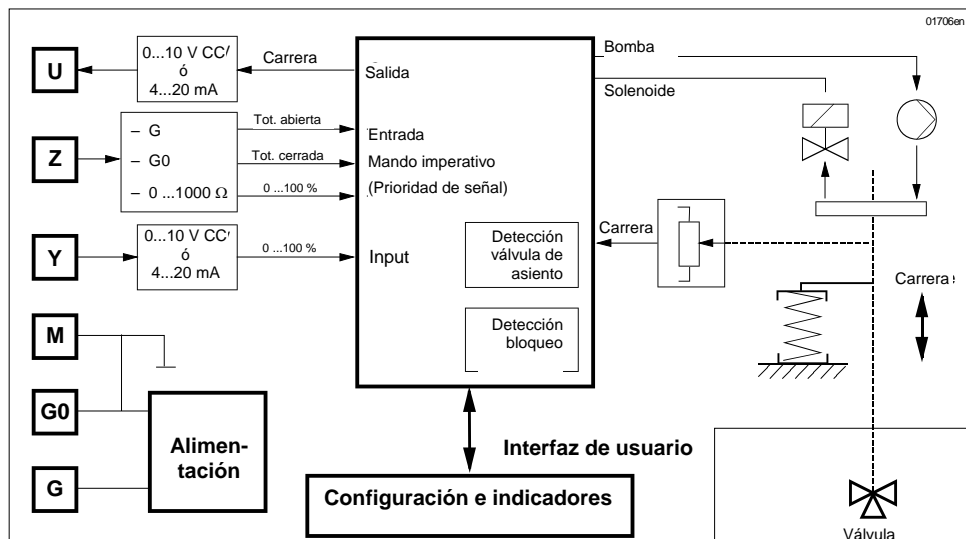 01706en
U
0...10 V CC/
ó
4...20 mA
Carrera
Salida
Bomba
Solenoide
Z
– G
– G0
– 0 ...1000 Ω
Tot. abierta
Tot. cerrada
0 ...100 %
Entrada
Mando imperativo
(Prioridad de señal)
Y
0...10 V CC/
ó
4...20 mA
0...100 %
Input
Detección
válvula de
asiento
Carrera
Detección
bloqueo
Carrera
M
G0
G
Alimen-
tación
Interfaz de usuario
Configuración e indicadores
Válvula